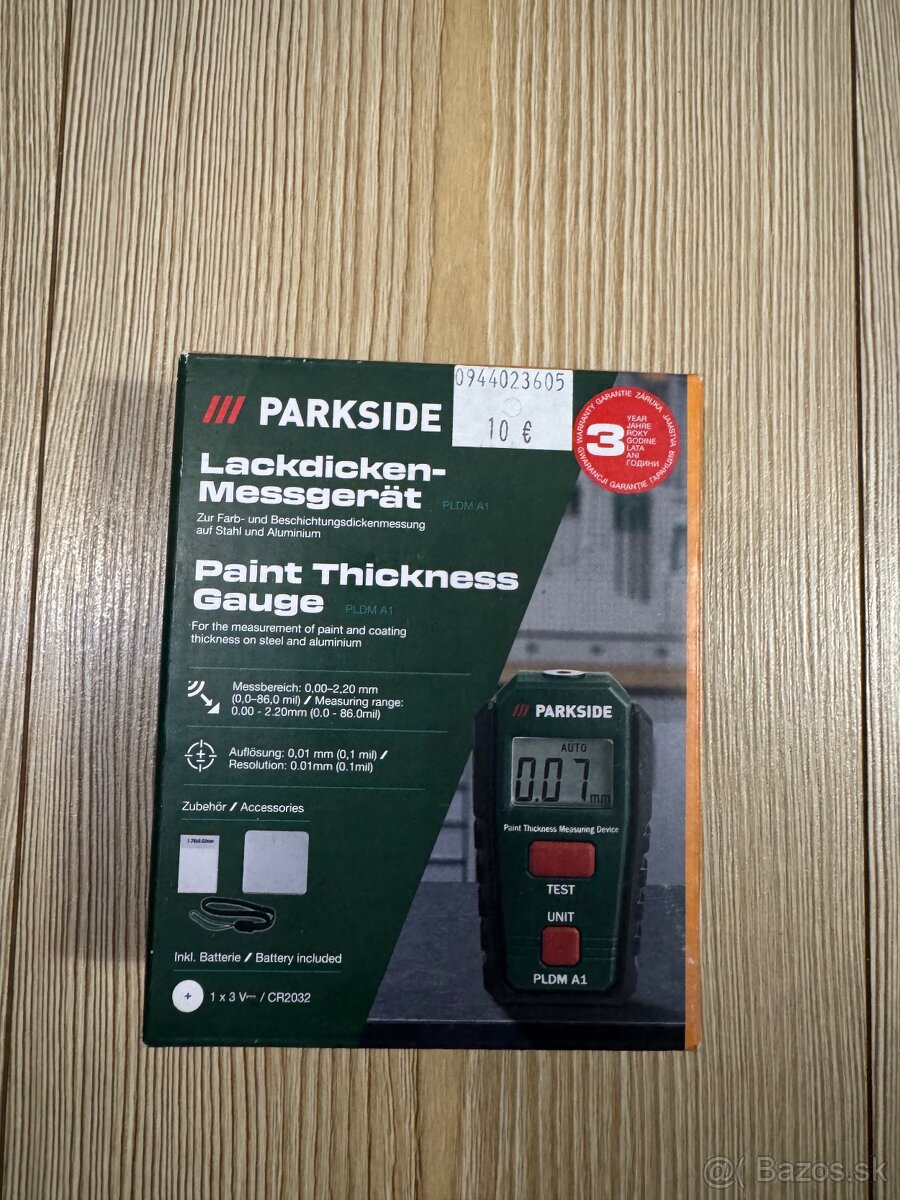 0944023605
10 €
PARKSIDE
WARRANTY GARANTIE ZÁRUKA JAMSTVA
GWARANCJI GARANȚIE ГАРАНЦИЯ
3
YEAR
JAHRE
ROKY
GODINE
LATA
ANI
ГОДИНИ
Lackdicken-
Messgerät PLDM A1
Zur Farb- und Beschichtungsdickenmessung
auf Stahl und Aluminium
Paint Thickness
Gauge PLDM A1
For the measurement of paint and coating
thickness on steel and aluminium
Messbereich: 0,00–2,20 mm
(0,0–86,0 mil) / Measuring range:
0.00 - 2.20mm (0.0 - 86.0mil)
Auflösung: 0,01 mm (0,1 mil) /
Resolution: 0.01mm (0.1mil)
Zubehör / Accessories
Inkl. Batterie / Battery included
1 x 3 V⎓ / CR2032
PARKSIDE
AUTO
0.07 mm
Paint Thickness Measuring Device
TEST
UNIT
PLDM A1
@ Bazos.sk